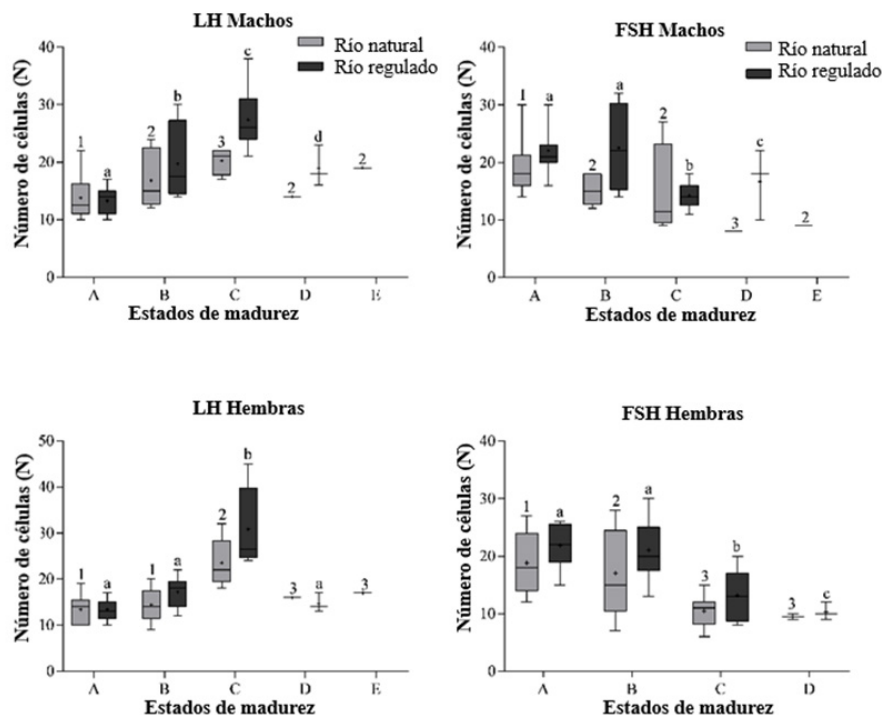 LH Machos
Río natural
Río regulado
Número de células (N)
40
30
20
10
0
1
a
2
b
3
c
2
d
2
A
B
C
D
E
Estados de madurez
FSH Machos
Río natural
Río regulado
Número de células (N)
40
30
20
10
0
1
a
2
a
2
b
3
c
2
A
B
C
D
E
Estados de madurez
LH Hembras
Número de células (N)
50
40
30
20
10
0
1
a
1
a
2
b
3
a
3
A
B
C
D
E
Estados de madurez
FSH Hembras
Número de células (N)
40
30
20
10
0
1
a
2
a
3
b
3
c
A
B
C
D
Estados de madurez